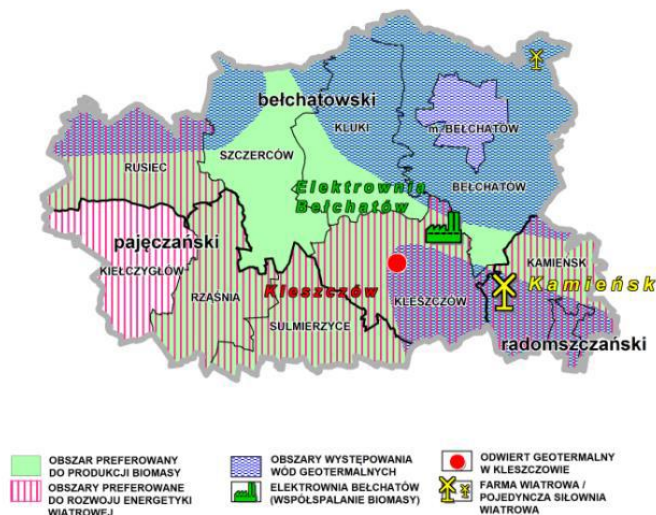 bełchatowski
KLUKI
m. BEŁCHATÓW
SZCZERCÓW
RUSIEC
Elektrownia
Bełchatów
BEŁCHATÓW
pajęczański
KIEŁCZYGŁÓW
KAMIEŃSK
Kamieńsk
RZĄŚNIA
Kleszczów
KLESZCZÓW
SULMIERZYCE
radomszczański
OBSZAR PREFEROWANY
DO PRODUKCJI BIOMASY
OBSZARY PREFEROWANE
DO ROZWOJU ENERGETYKI
WIATROWEJ
OBSZARY WYSTĘPOWANIA
WÓD GEOTERMALNYCH
ELEKTROWNIA BEŁCHATÓW
(WSPÓŁSPALANIE BIOMASY)
ODWIERT GEOTERMALNY
W KLESZCZOWIE
FARMA WIATROWA /
POJEDYNCZA SIŁOWNIA
WIATROWA